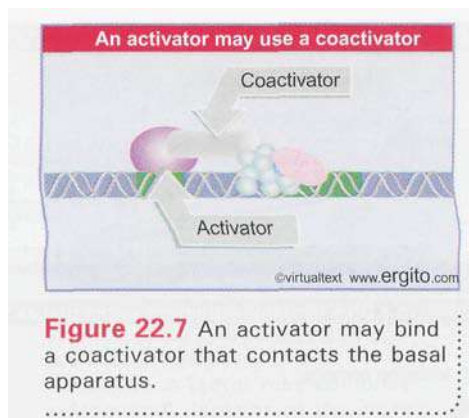 An activator may use a coactivator
Coactivator
Activator
©virtualtext www.ergito.com
Figure 22.7 An activator may bind
a coactivator that contacts the basal
apparatus.